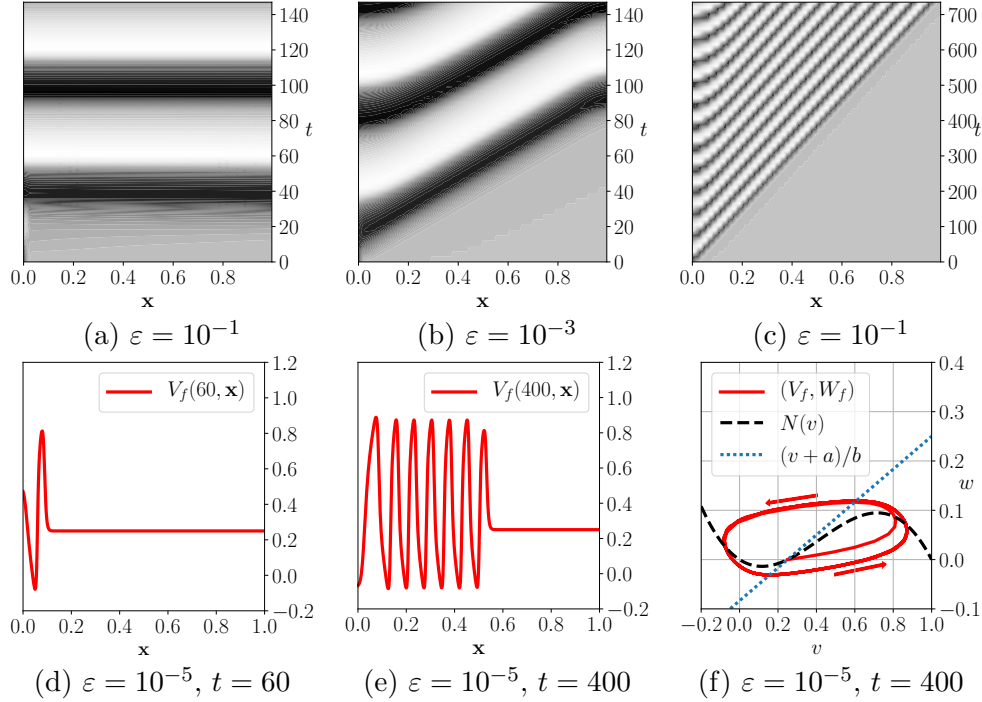 140
120
100
80
t
60
40
20
0
0.0 0.2 0.4 0.6 0.8
x
(a) ε = 10⁻¹
140
120
100
80
t
60
40
20
0
0.0 0.2 0.4 0.6 0.8
x
(b) ε = 10⁻³
700
600
500
400
t
300
200
100
0
0.0 0.2 0.4 0.6 0.8
x
(c) ε = 10⁻¹
V_f(60, x)
1.2
1.0
0.8
0.6
0.4
0.2
0.0
−0.2
0.0 0.2 0.4 0.6 0.8 1.0
x
(d) ε = 10⁻⁵, t = 60
V_f(400, x)
1.2
1.0
0.8
0.6
0.4
0.2
0.0
−0.2
0.0 0.2 0.4 0.6 0.8 1.0
x
(e) ε = 10⁻⁵, t = 400
(V_f, W_f)
N(v)
(v + a)/b
0.4
0.3
0.2
w
0.1
0.0
−0.1
−0.2 0.0 0.2 0.4 0.6 0.8 1.0
v
(f) ε = 10⁻⁵, t = 400